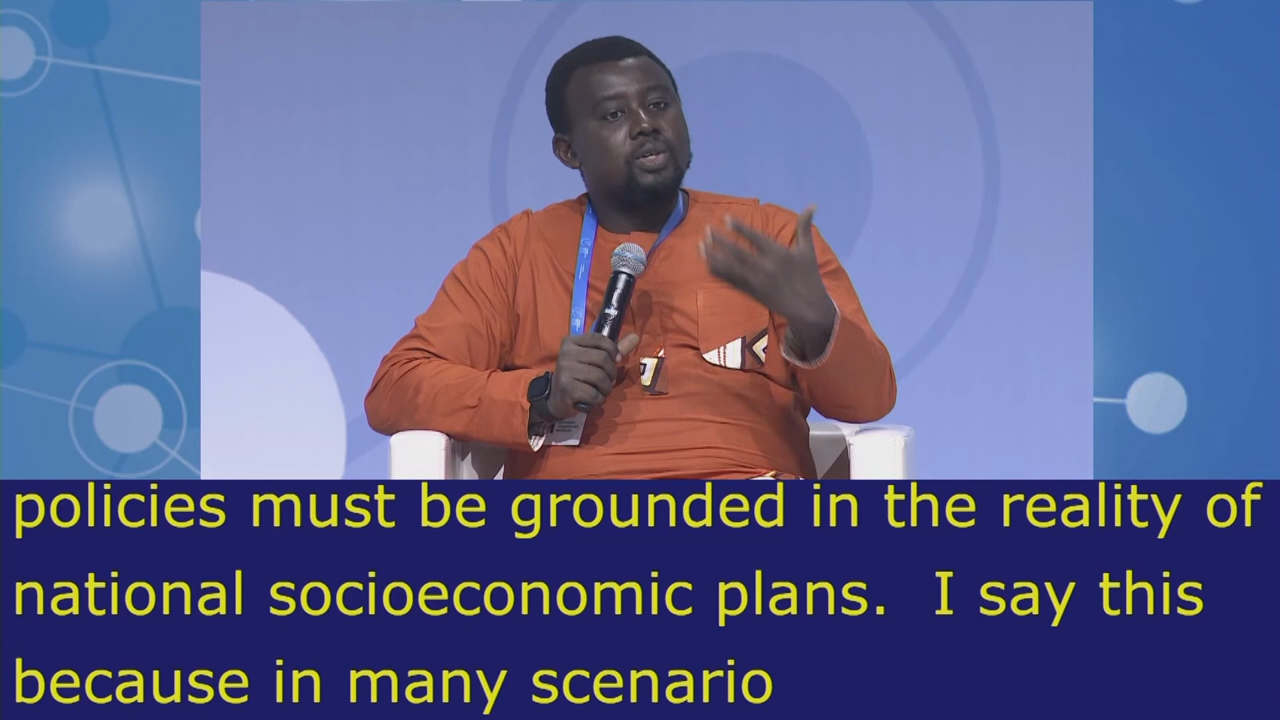 policies must be grounded in the reality of
national socioeconomic plans.  I say this
because in many scenario